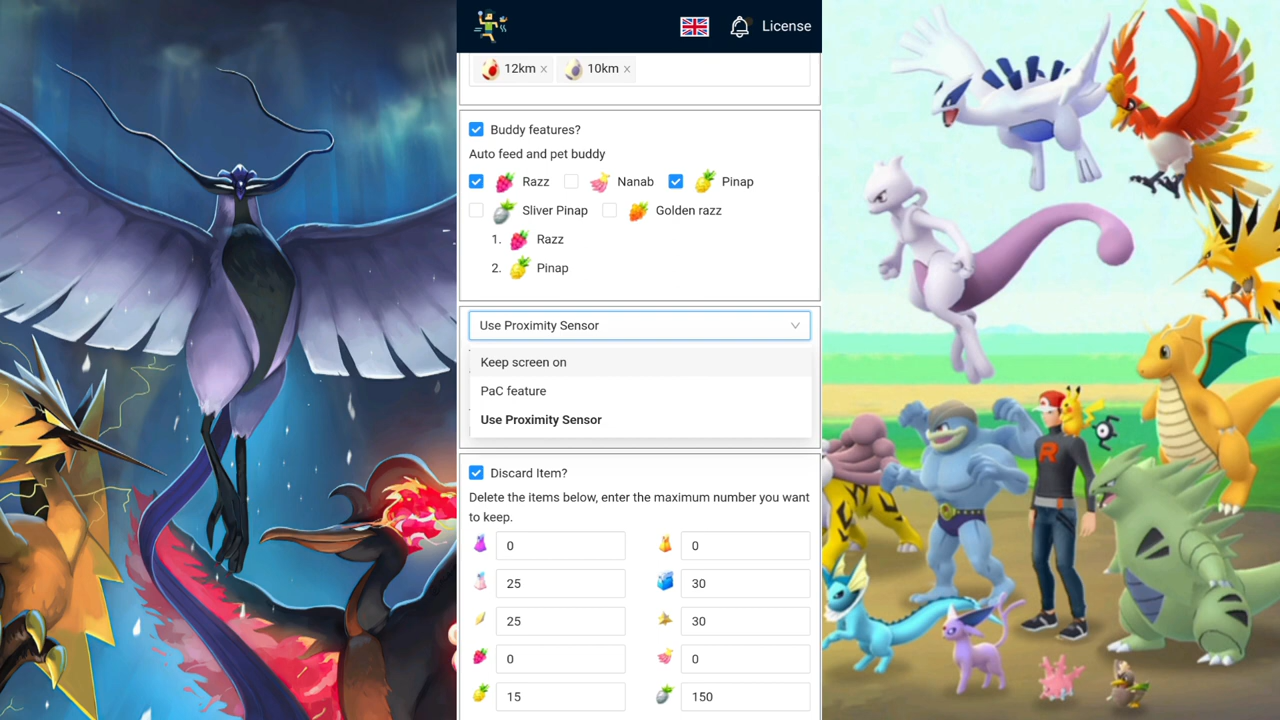 License
12km × 10km ×
Buddy features?
Auto feed and pet buddy
Razz Nanab Pinap
Sliver Pinap Golden razz
1. Razz
2. Pinap
Use Proximity Sensor
Keep screen on
PaC feature
Use Proximity Sensor
Discard Item?
Delete the items below, enter the maximum number you want
to keep.
0 0
25 30
25 30
0 0
15 150
R